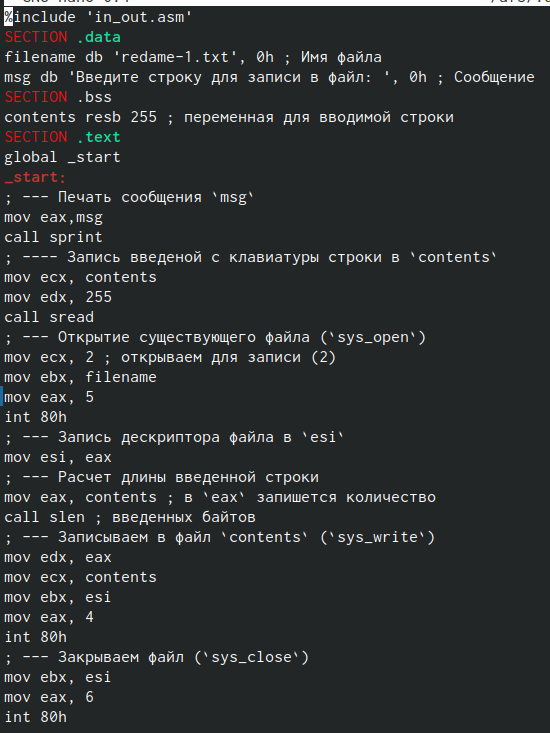 %include 'in_out.asm'
SECTION .data
filename db 'redame-1.txt', 0h ; Имя файла
msg db 'Введите строку для записи в файл: ', 0h ; Сообщение
SECTION .bss
contents resb 255 ; переменная для вводимой строки
SECTION .text
global _start
_start:
; --- Печать сообщения `msg`
mov eax,msg
call sprint
; ---- Запись введеной с клавиатуры строки в `contents`
mov ecx, contents
mov edx, 255
call sread
; --- Открытие существующего файла (`sys_open`)
mov ecx, 2 ; открываем для записи (2)
mov ebx, filename
mov eax, 5
int 80h
; --- Запись дескриптора файла в `esi`
mov esi, eax
; --- Расчет длины введенной строки
mov eax, contents ; в `eax` запишется количество
call slen ; введенных байтов
; --- Записываем в файл `contents` (`sys_write`)
mov edx, eax
mov ecx, contents
mov ebx, esi
mov eax, 4
int 80h
; --- Закрываем файл (`sys_close`)
mov ebx, esi
mov eax, 6
int 80h